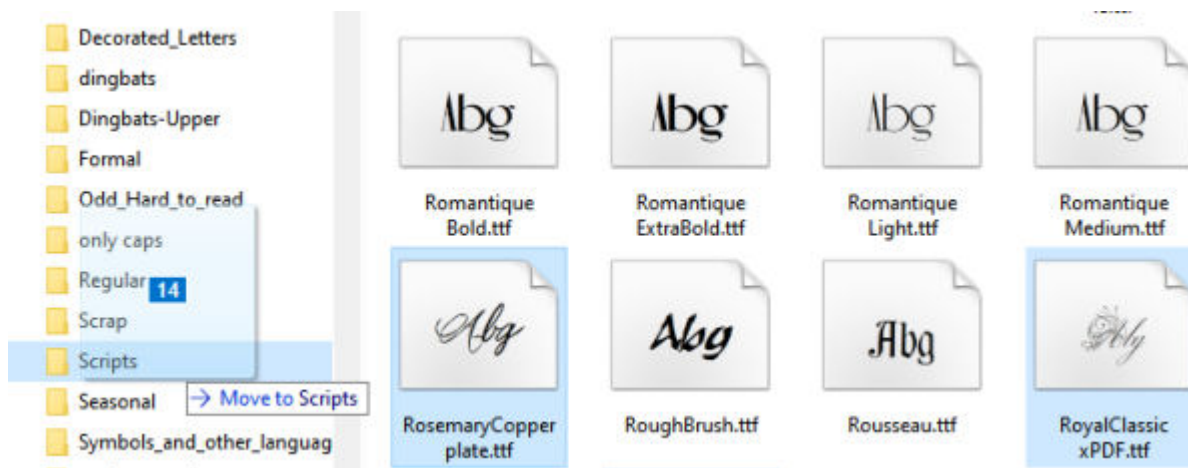 Decorated_Letters
dingbats
Dingbats-Upper
Formal
Odd_Hard_to_read
only caps
Regular
14
Scrap
Scripts
Seasonal
→ Move to Scripts
Symbols_and_other_languag
Abg
Abg
Abg
Abg
Romantique
Bold.ttf
Romantique
ExtraBold.ttf
Romantique
Light.ttf
Romantique
Medium.ttf
Abg
Abg
Abg
Abg
RosemaryCopper
plate.ttf
RoughBrush.ttf
Rousseau.ttf
RoyalClassic
xPDF.ttf